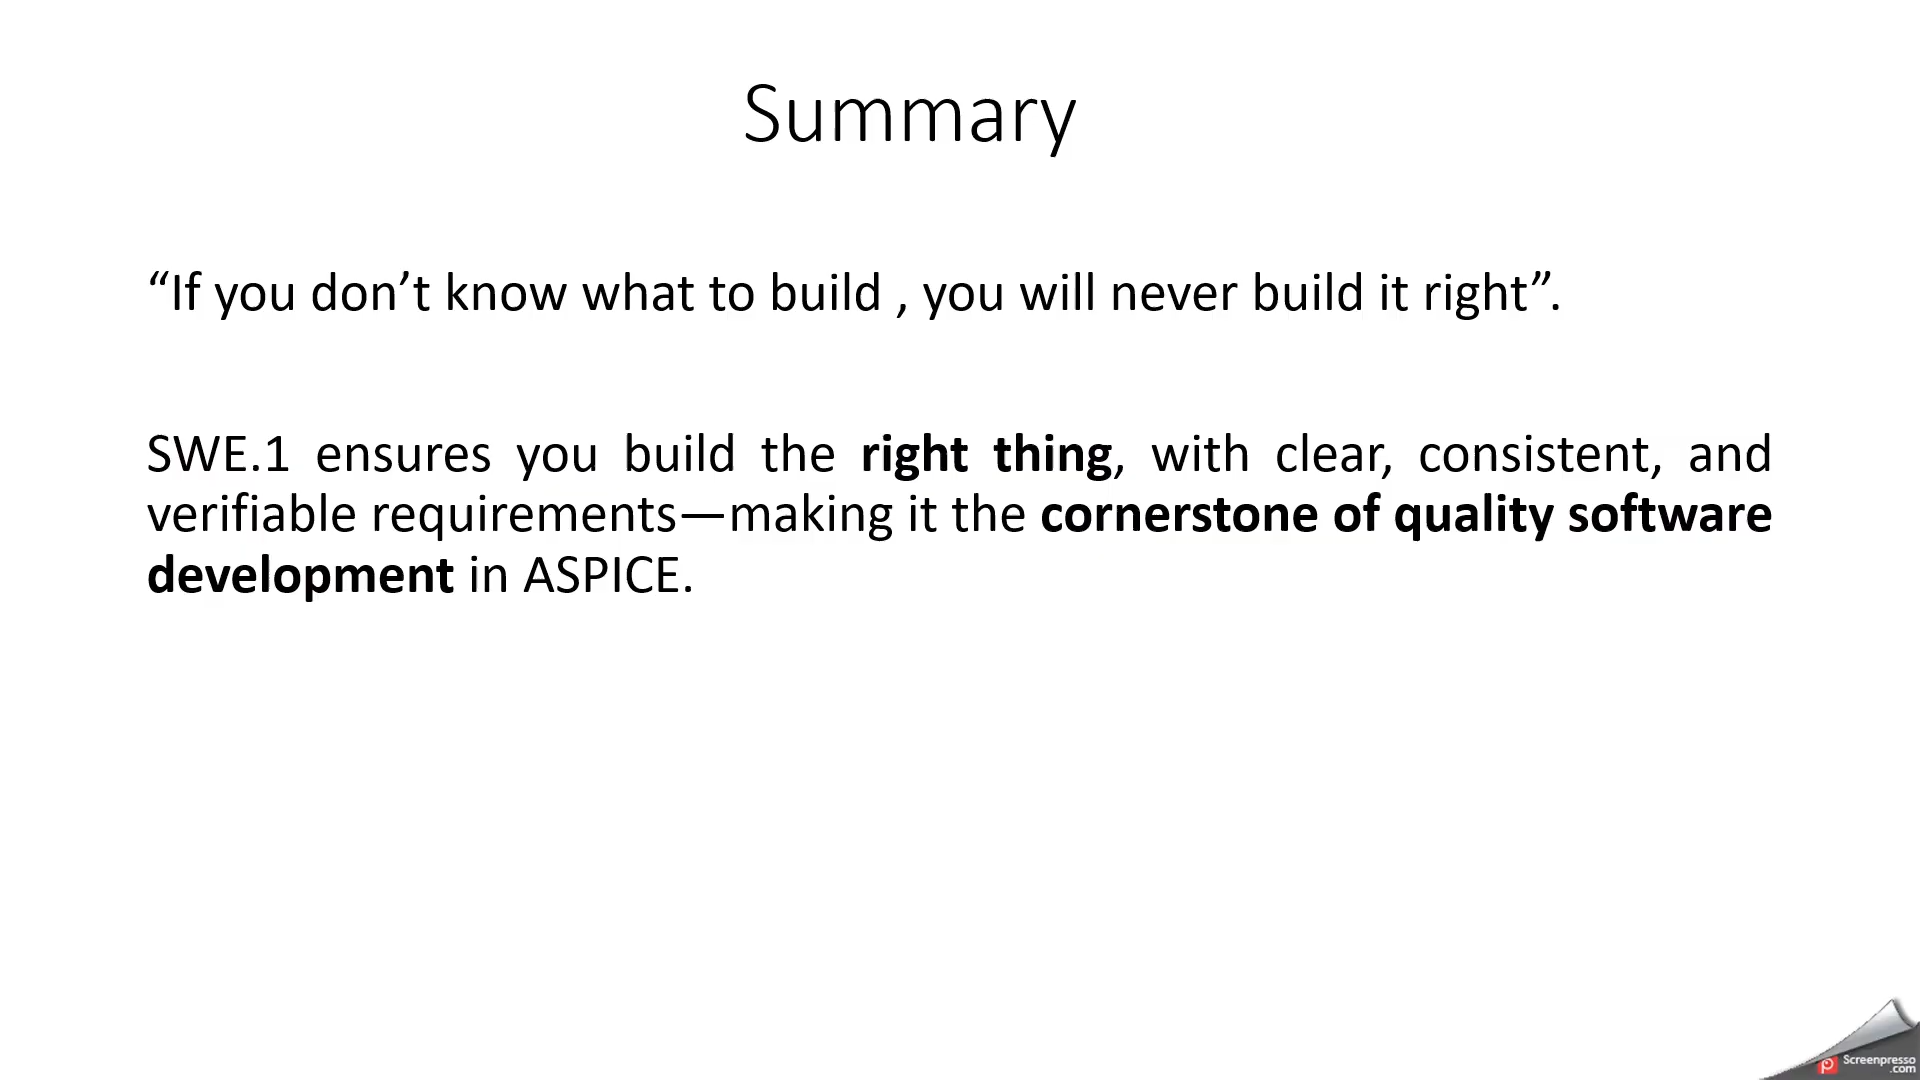 Summary
“If you don’t know what to build , you will never build it right”.
SWE.1 ensures you build the right thing, with clear, consistent, and
verifiable requirements—making it the cornerstone of quality software
development in ASPICE.
Screenpresso
.com